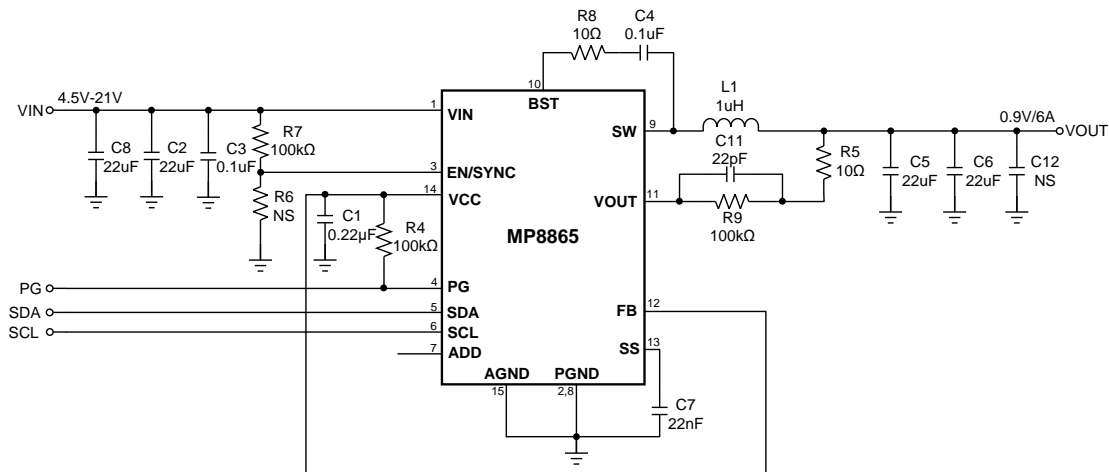 R8
10Ω
C4
0.1uF
10
BST
VIN
4.5V-21V
1
VIN
L1
1uH
SW
9
0.9V/6A
VOUT
C8
22uF
C2
22uF
C3
0.1uF
R7
100kΩ
3
EN/SYNC
C11
22pF
R5
10Ω
C5
22uF
C6
22uF
C12
NS
R6
NS
14
VCC
VOUT
11
R9
100kΩ
C1
0.22µF
R4
100kΩ
MP8865
PG
4
PG
SDA
5
SDA
FB
12
SCL
6
SCL
7
ADD
SS
13
AGND
15
PGND
2,8
C7
22nF